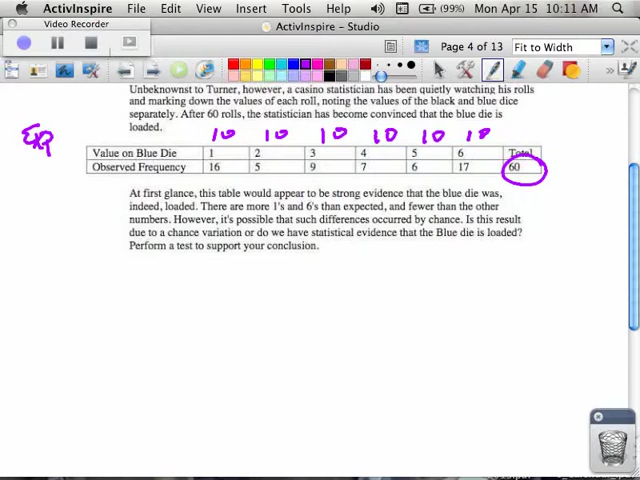 ActivInspire File Edit View Insert Tools Help (99%) Mon Apr 15 10:11 AM
Video Recorder
ActivInspire - Studio
Page 4 of 13 Fit to Width
Unbeknownst to Turner, however, a casino statistician has been quietly watching his rolls
and marking down the values of each roll, noting the values of the black and blue dice
separately. After 60 rolls, the statistician has become convinced that the blue die is
loaded.
10 10 10 10 10 10
Value on Blue Die 1 2 3 4 5 6 Total
Observed Frequency 16 5 9 7 6 17 60
At first glance, this table would appear to be strong evidence that the blue die was,
indeed, loaded. There are more 1's and 6's than expected, and fewer than the other
numbers. However, it's possible that such differences occurred by chance. Is this result
due to a chance variation or do we have statistical evidence that the Blue die is loaded?
Perform a test to support your conclusion.